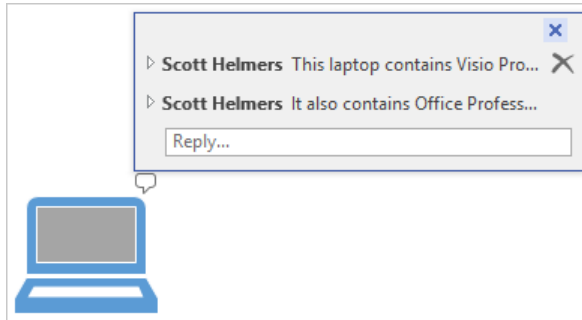 Scott Helmers This laptop contains Visio Pro...
Scott Helmers It also contains Office Profess...
Reply...